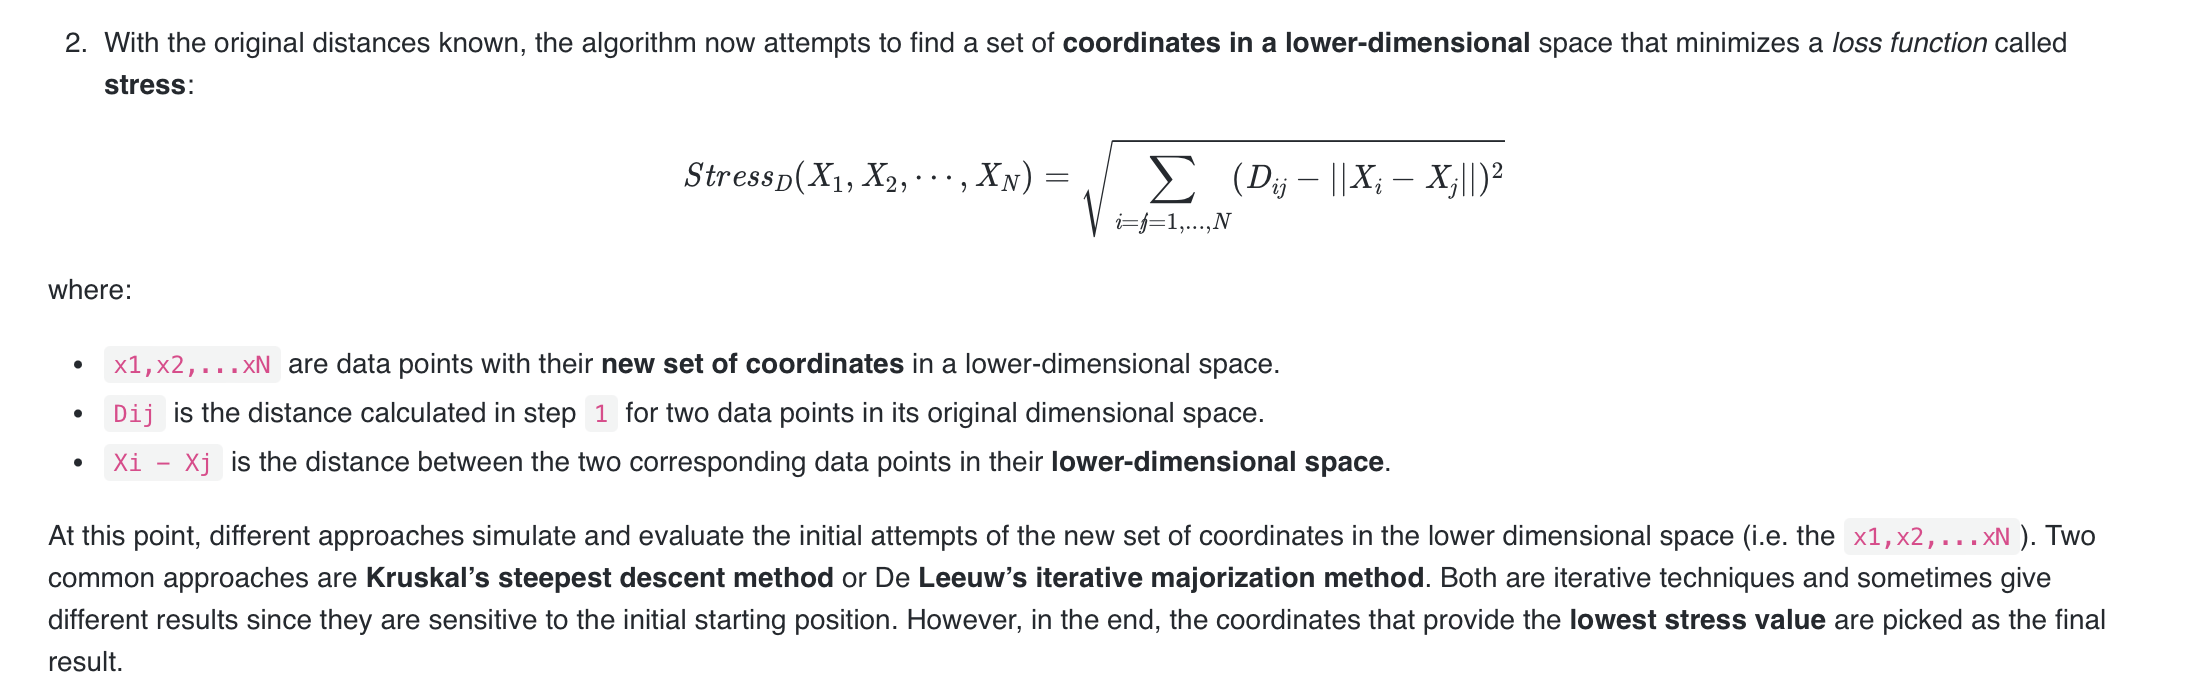 2. With the original distances known, the algorithm now attempts to find a set of coordinates in a lower-dimensional space that minimizes a loss function called
stress:
Stress_D(X_1, X_2, ⋯, X_N) = √(∑_{i≠j=1,...,N} (D_{ij} − ||X_i − X_j||)²)
where:
• x1,x2,...xN are data points with their new set of coordinates in a lower-dimensional space.
• Dij is the distance calculated in step 1 for two data points in its original dimensional space.
• Xi - Xj is the distance between the two corresponding data points in their lower-dimensional space.
At this point, different approaches simulate and evaluate the initial attempts of the new set of coordinates in the lower dimensional space (i.e. the x1,x2,...xN ). Two
common approaches are Kruskal’s steepest descent method or De Leeuw’s iterative majorization method. Both are iterative techniques and sometimes give
different results since they are sensitive to the initial starting position. However, in the end, the coordinates that provide the lowest stress value are picked as the final
result.